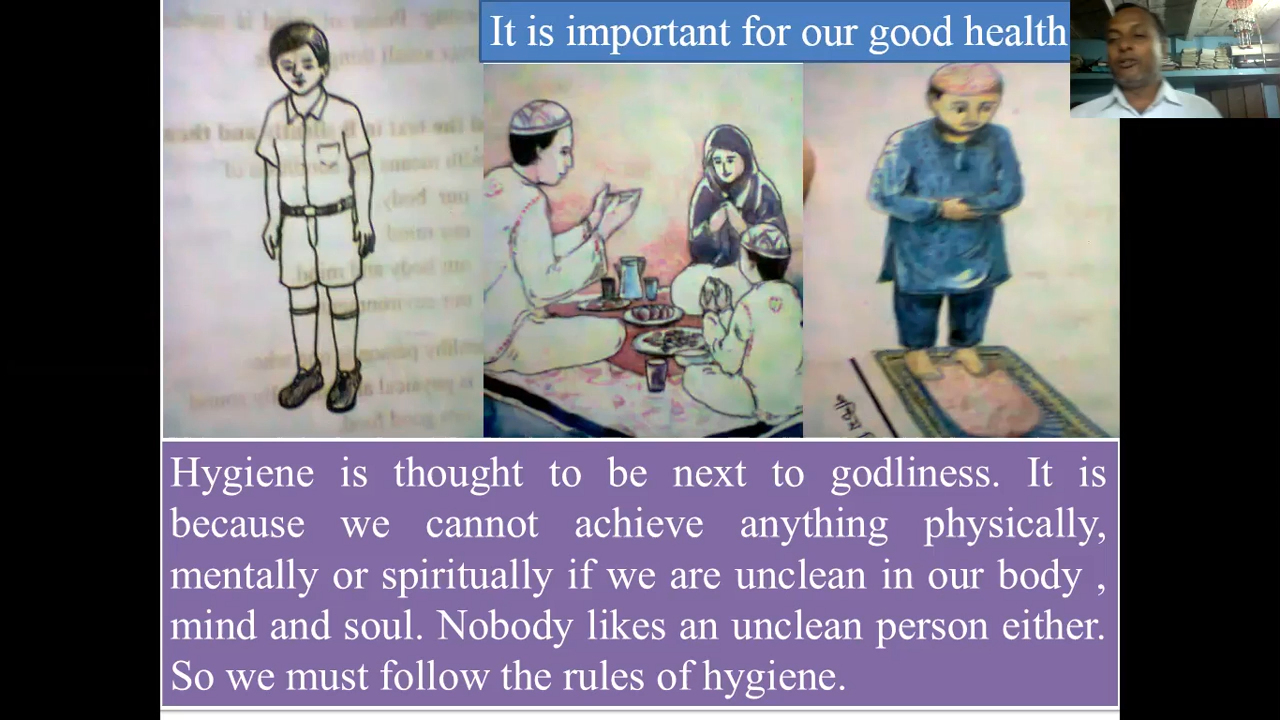 It is important for our good health
Hygiene is thought to be next to godliness. It is
because we cannot achieve anything physically,
mentally or spiritually if we are unclean in our body ,
mind and soul. Nobody likes an unclean person either.
So we must follow the rules of hygiene.